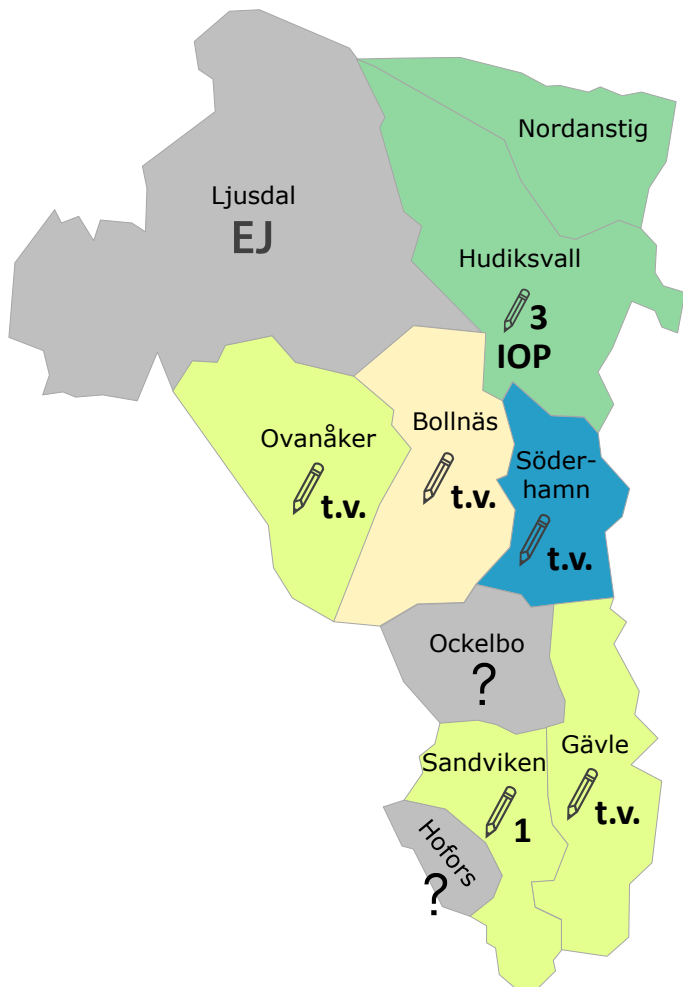 Nordanstig
Ljusdal
EJ
Hudiksvall
3
IOP
Ovanåker
t.v.
Bollnäs
t.v.
Söder-
hamn
t.v.
Ockelbo
?
Sandviken
1
Gävle
t.v.
Hofors
?